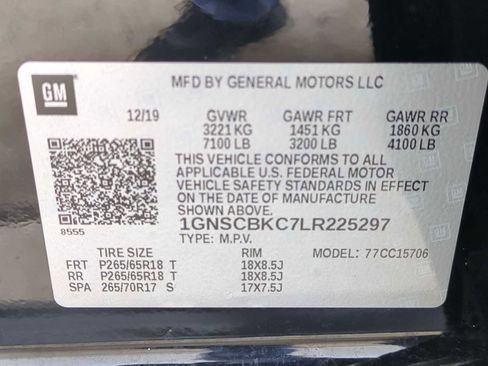 GM
MFD BY GENERAL MOTORS LLC
12/19 GVWR GAWR FRT GAWR RR
3221 KG 1451 KG 1860 KG
7100 LB 3200 LB 4100 LB
THIS VEHICLE CONFORMS TO ALL
APPLICABLE U.S. FEDERAL MOTOR
VEHICLE SAFETY STANDARDS IN EFFECT
ON THE DATE OF MANUFACTURE
SHOWN ABOVE.
8555
1GNSCBKC7LR225297
TYPE: M.P.V. MODEL: 77CC15706
TIRE SIZE RIM
FRT P265/65R18 T 18X8.5J
RR P265/65R18 T 18X8.5J
SPA 265/70R17 S 17X7.5J